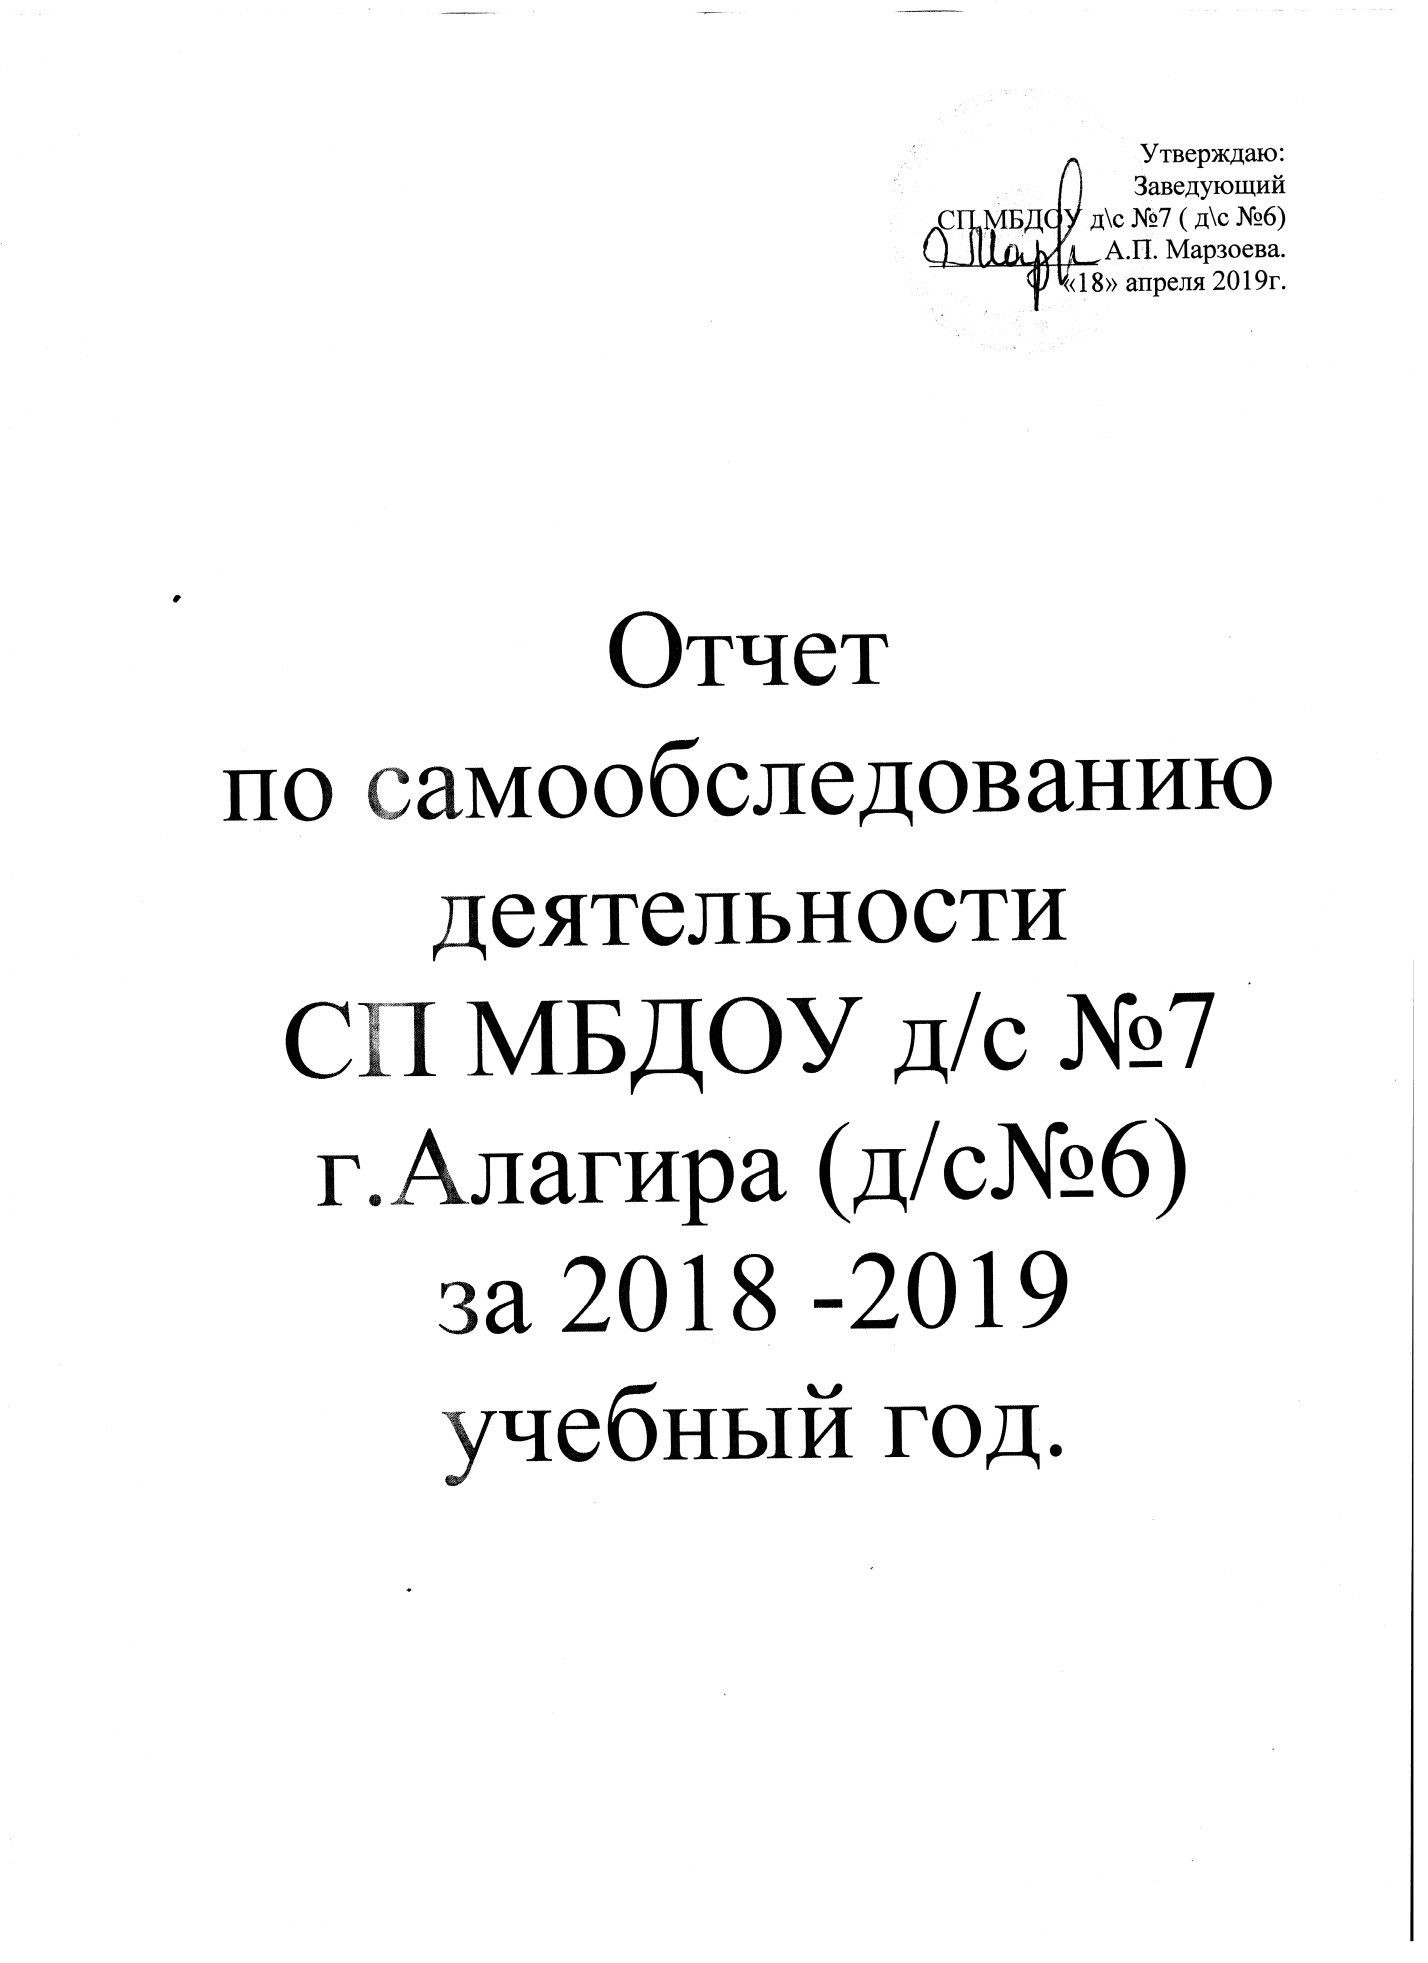 Утверждаю:
Заведующий
СП МБДОУ д\с №7 ( д\с №6)
А.П. Марзоева.
«18» апреля 2019г.
Отчет
по самообследованию
деятельности
СП МБДОУ д/с №7
г.Алагира (д/с№6)
за 2018 -2019
учебный год.